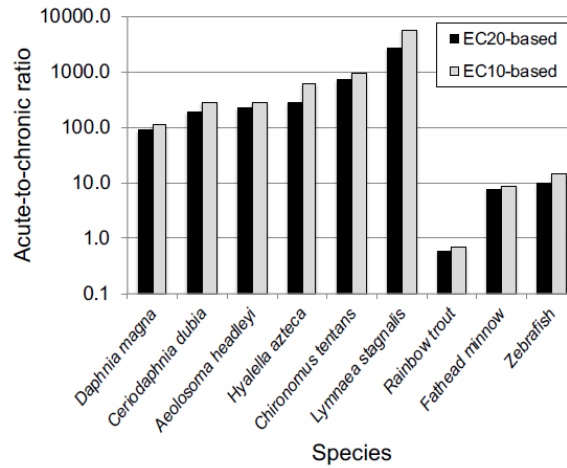 10000.0
1000.0
100.0
10.0
1.0
0.1
Acute-to-chronic ratio
EC20-based
EC10-based
Daphnia magna
Ceriodaphnia dubia
Aeolosoma headleyi
Hyalella azteca
Chironomus tentans
Lymnaea stagnalis
Rainbow trout
Fathead minnow
Zebrafish
Species